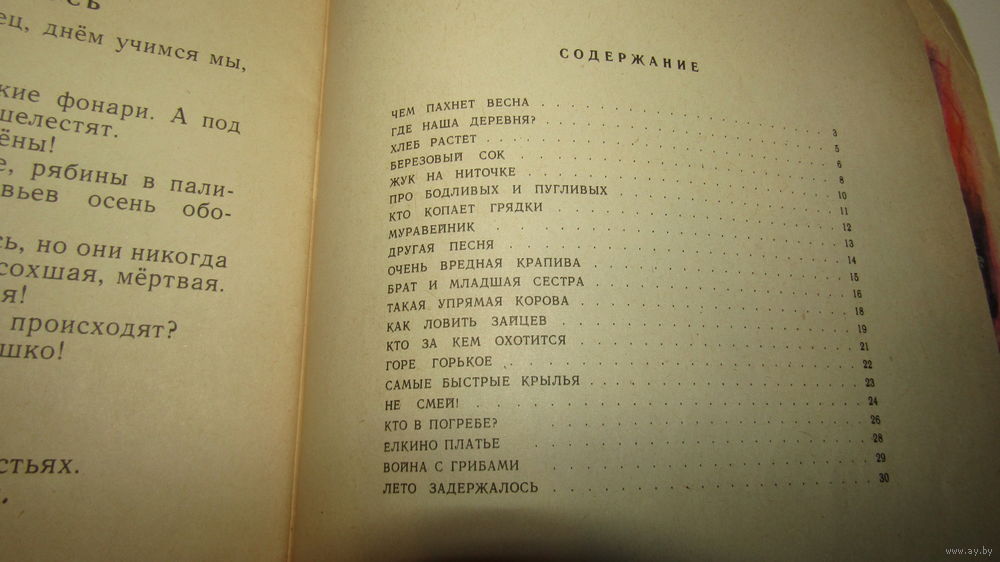 СЬ
ец, днём учимся мы,
кие фонари. А под
шелестят.
ёны!
е, рябины в пали-
вьев осень обо-
сь, но они никогда
сохшая, мёртвая.
я!
происходят?
шко!
стьях.
СОДЕРЖАНИЕ
ЧЕМ ПАХНЕТ ВЕСНА . . . . . . . . . . 3
ГДЕ НАША ДЕРЕВНЯ? . . . . . . . . . . 5
ХЛЕБ РАСТЕТ . . . . . . . . . . 6
БЕРЕЗОВЫЙ СОК . . . . . . . . . . 8
ЖУК НА НИТОЧКЕ . . . . . . . . . . 10
ПРО БОДЛИВЫХ И ПУГЛИВЫХ . . . . . . . . . . 11
КТО КОПАЕТ ГРЯДКИ . . . . . . . . . . 12
МУРАВЕЙНИК . . . . . . . . . . 13
ДРУГАЯ ПЕСНЯ . . . . . . . . . . 14
ОЧЕНЬ ВРЕДНАЯ КРАПИВА . . . . . . . . . . 15
БРАТ И МЛАДШАЯ СЕСТРА . . . . . . . . . . 16
ТАКАЯ УПРЯМАЯ КОРОВА . . . . . . . . . . 18
КАК ЛОВИТЬ ЗАЙЦЕВ . . . . . . . . . . 19
КТО ЗА КЕМ ОХОТИТСЯ . . . . . . . . . . 21
ГОРЕ ГОРЬКОЕ . . . . . . . . . . 22
САМЫЕ БЫСТРЫЕ КРЫЛЬЯ . . . . . . . . . . 23
НЕ СМЕЙ! . . . . . . . . . . 24
КТО В ПОГРЕБЕ? . . . . . . . . . . 26
ЕЛКИНО ПЛАТЬЕ . . . . . . . . . . 28
ВОЙНА С ГРИБАМИ . . . . . . . . . . 29
ЛЕТО ЗАДЕРЖАЛОСЬ . . . . . . . . . . 30
www.ay.by